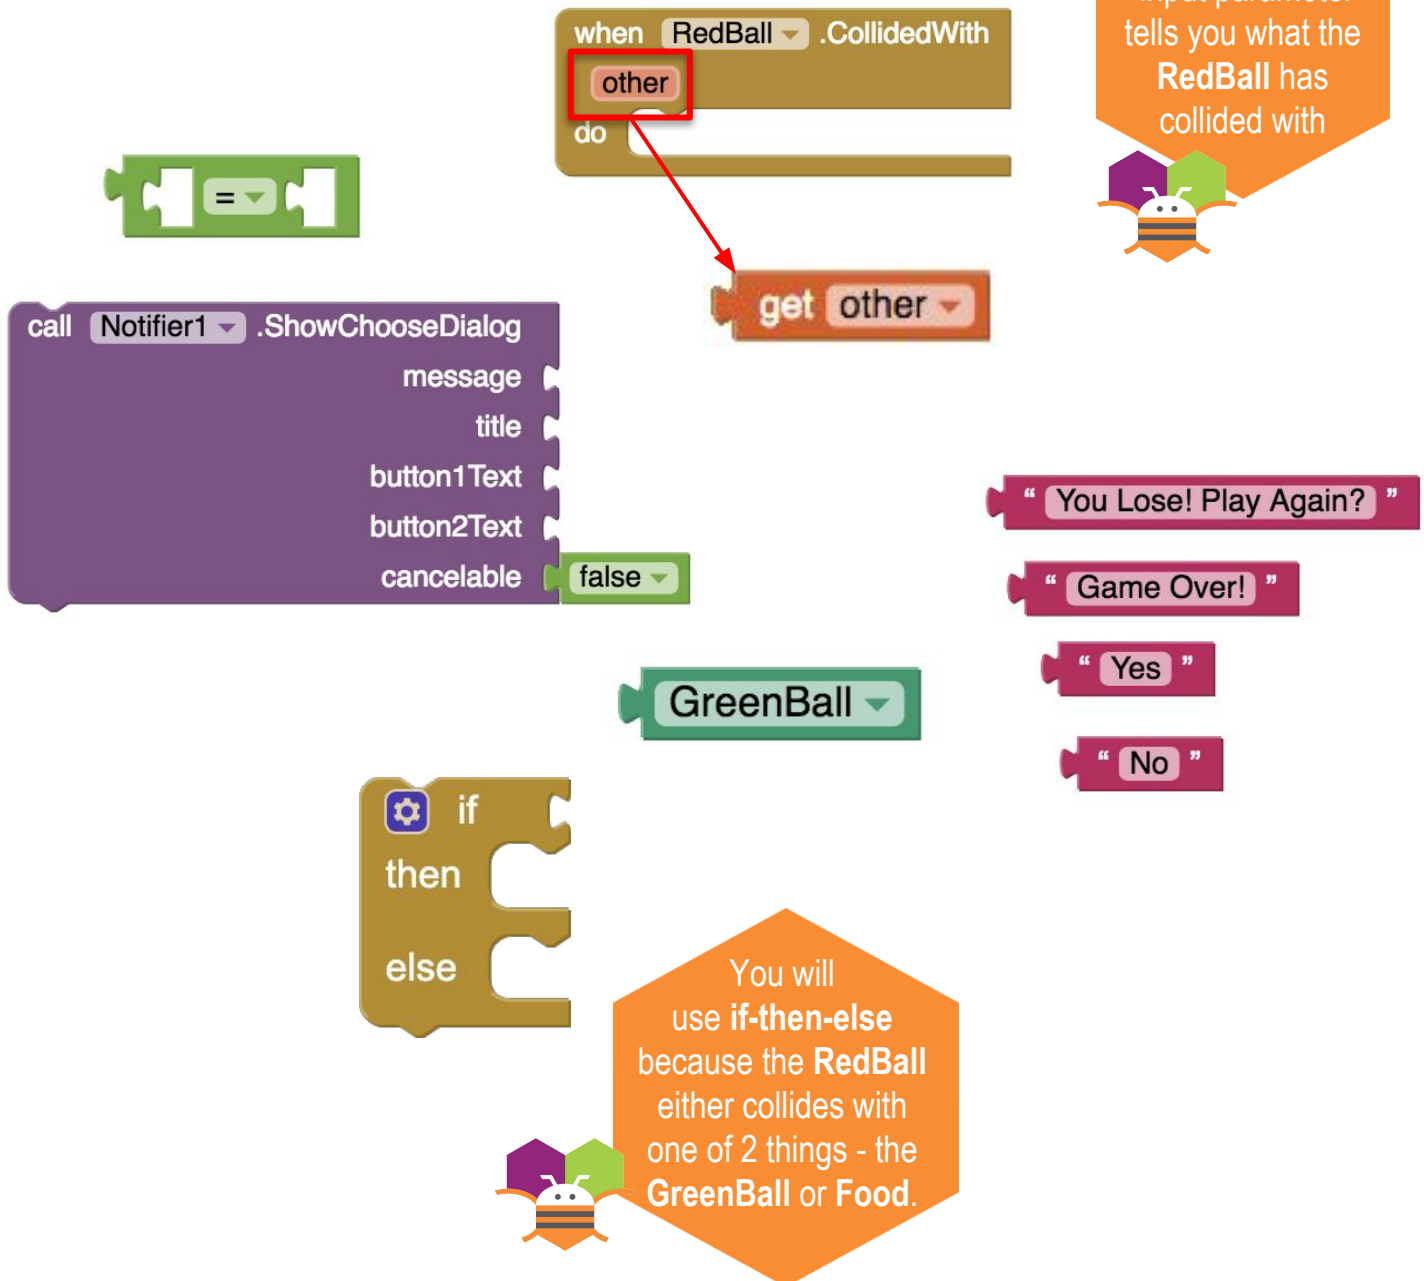 input parameter
tells you what the
RedBall has
collided with
when RedBall .CollidedWith
other
do
=
get other
call Notifier1 .ShowChooseDialog
message
title
button1Text
button2Text
cancelable false
“ You Lose! Play Again? ”
“ Game Over! ”
“ Yes ”
“ No ”
GreenBall
if
then
else
You will
use if-then-else
because the RedBall
either collides with
one of 2 things - the
GreenBall or Food.